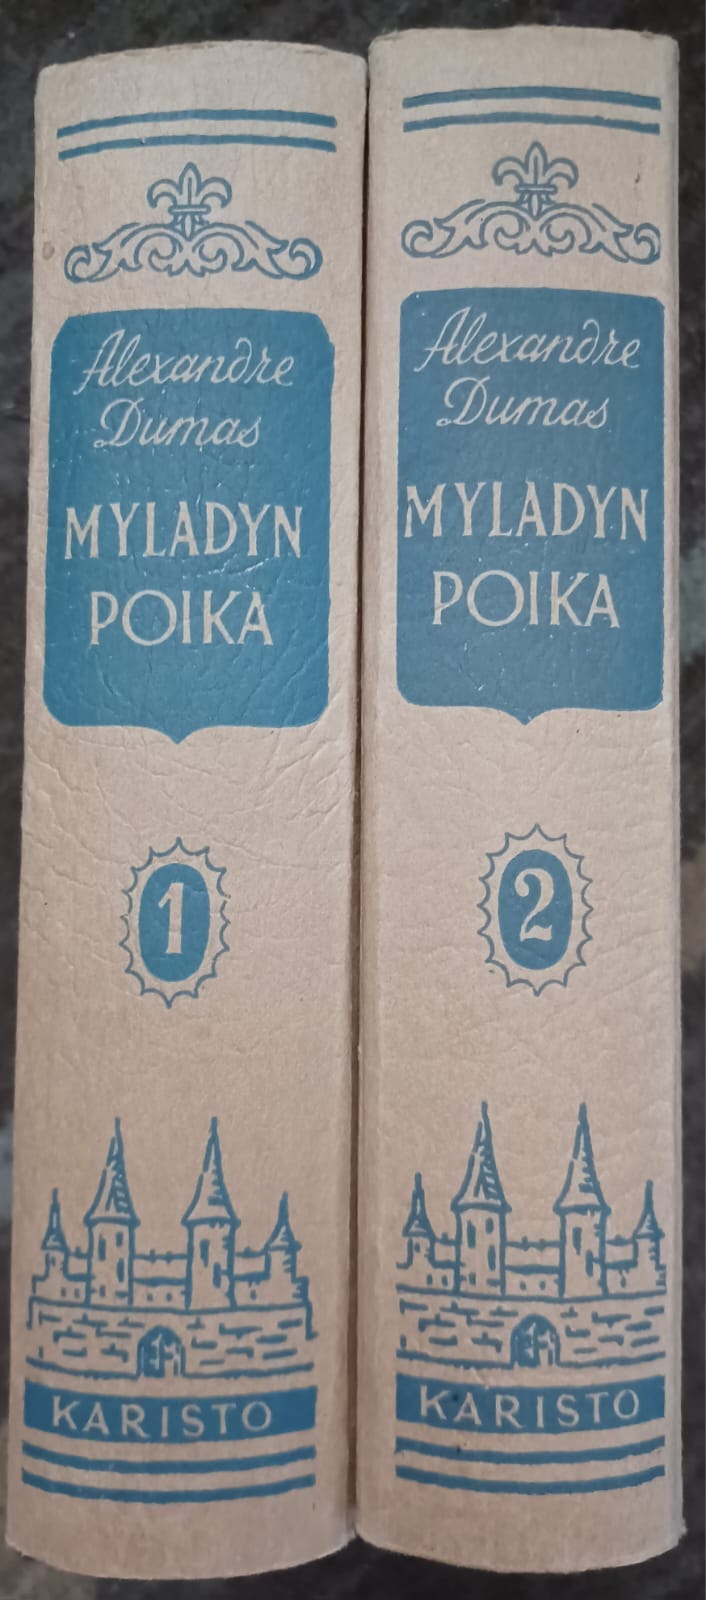 Alexandre
Dumas
MYLADYN
POIKA
1
KARISTO
Alexandre
Dumas
MYLADYN
POIKA
2
KARISTO